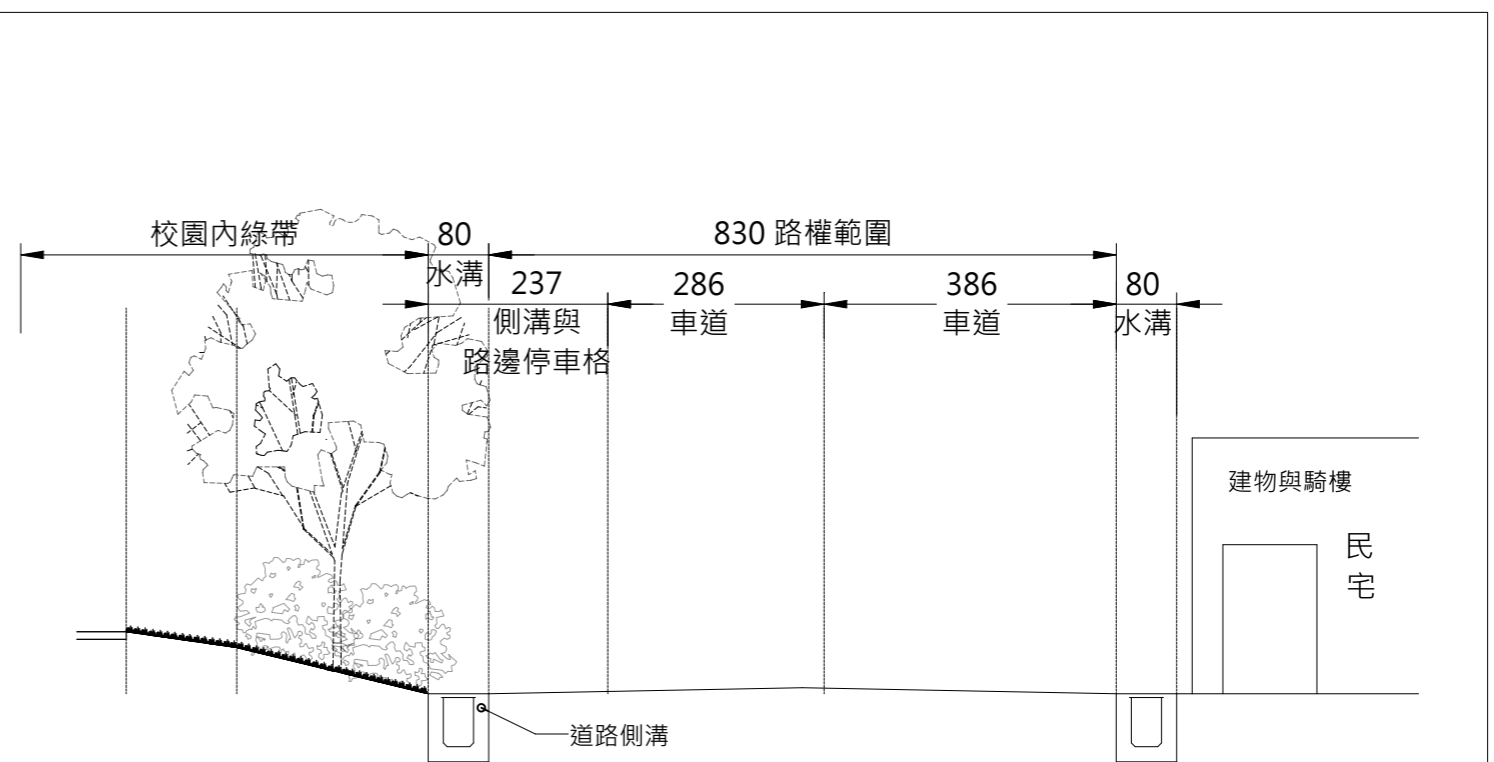 校園內綠帶
80
水溝
830 路權範圍
237
側溝與
路邊停車格
286
車道
386
車道
80
水溝
建物與騎樓
民
宅
道路側溝